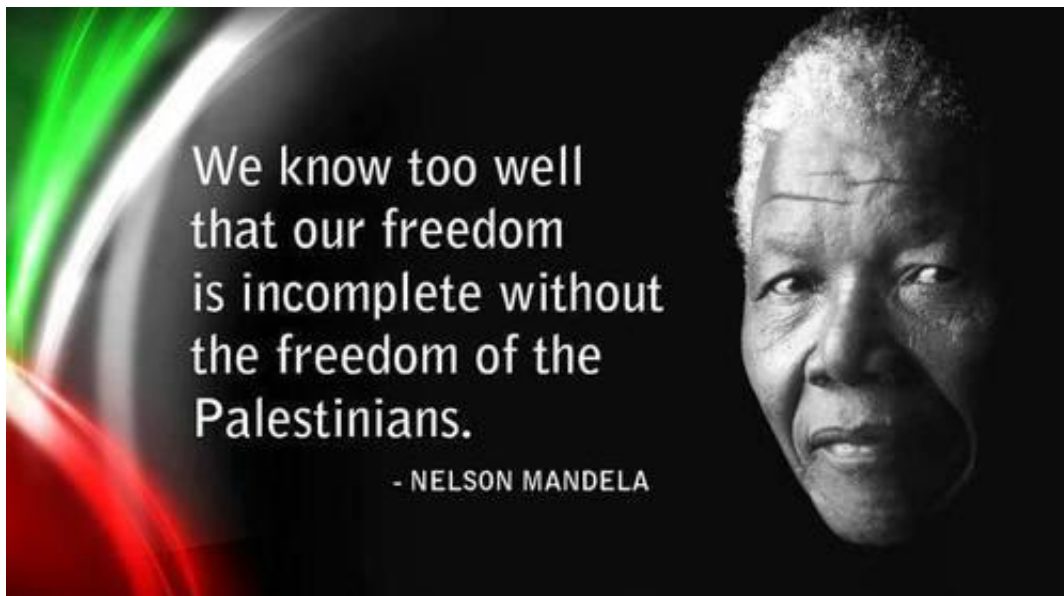 We know too well
that our freedom
is incomplete without
the freedom of the
Palestinians.
- NELSON MANDELA